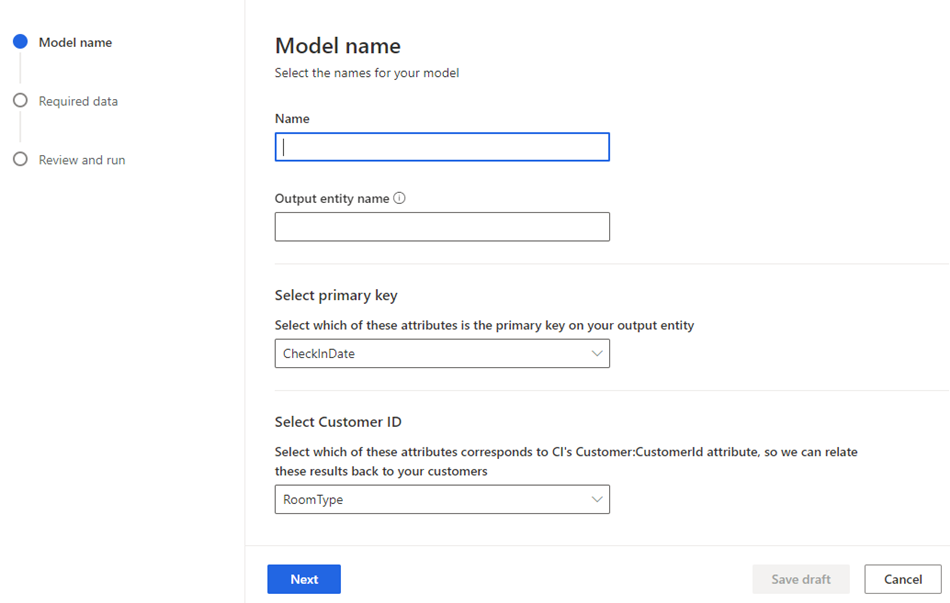 Model name
Required data
Review and run
Model name
Select the names for your model
Name
Output entity name
Select primary key
Select which of these attributes is the primary key on your output entity
CheckInDate
Select Customer ID
Select which of these attributes corresponds to CI's Customer:CustomerId attribute, so we can relate
these results back to your customers
RoomType
Next
Save draft
Cancel